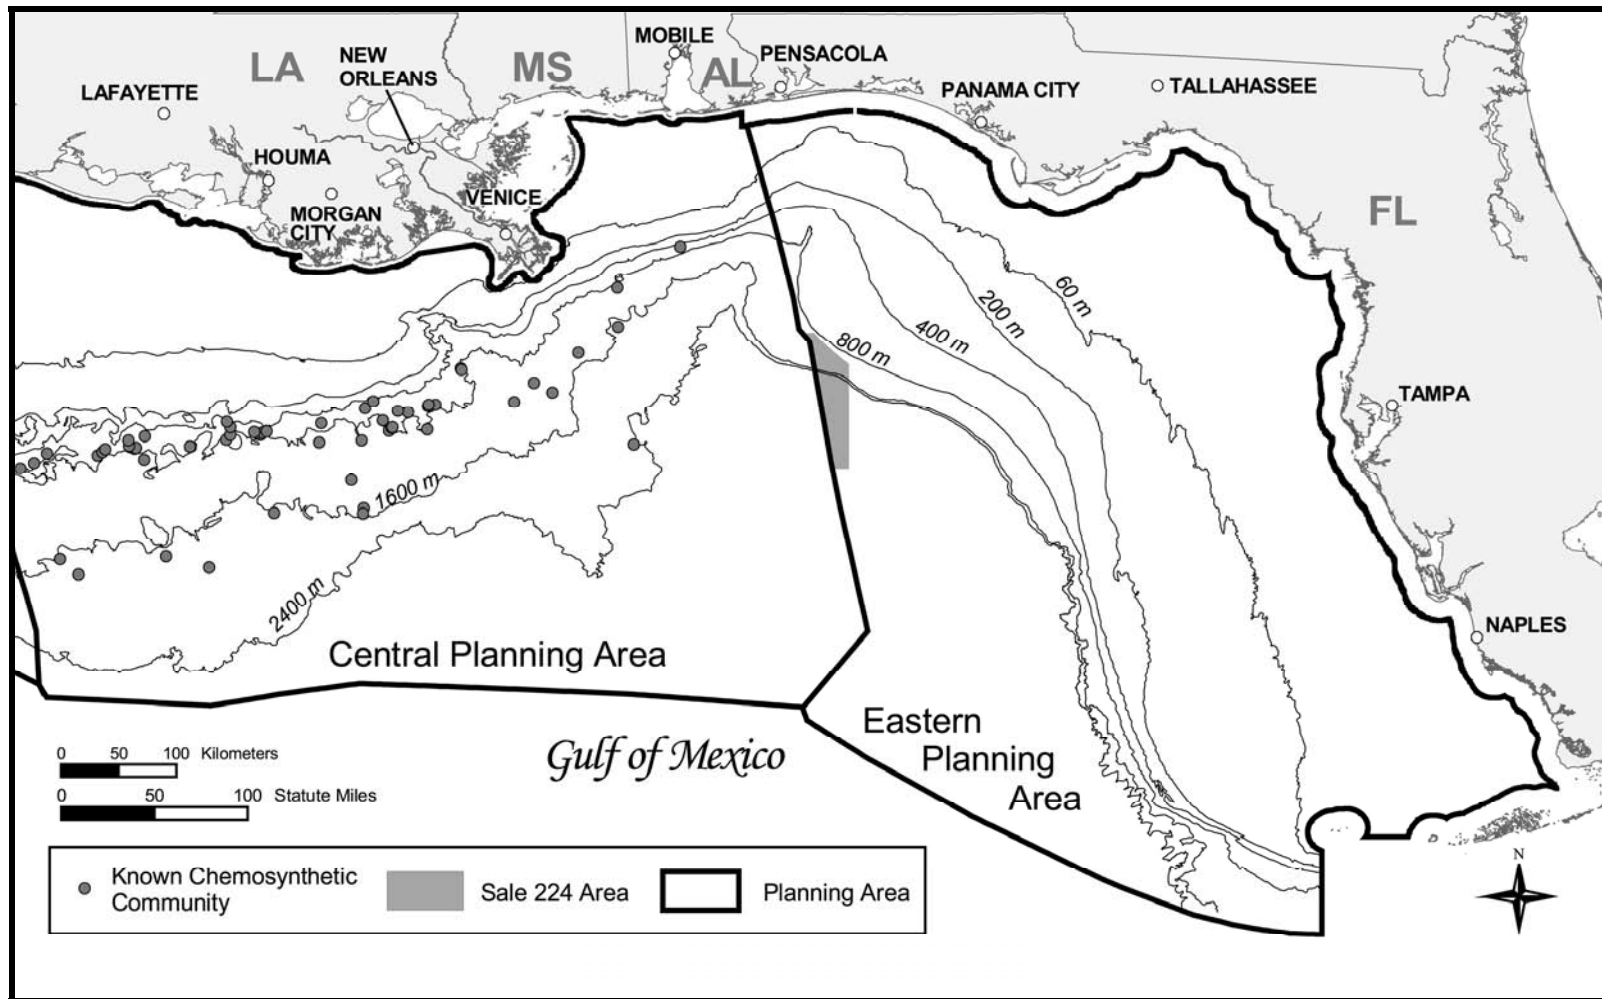 MOBILE
NEW
ORLEANS
LA
MS
AL
PENSACOLA
LAFAYETTE
PANAMA CITY
TALLAHASSEE
HOUMA
VENICE
MORGAN
CITY
FL
60 m
200 m
400 m
800 m
TAMPA
1600 m
2400 m
NAPLES
Central Planning Area
Eastern
Planning
Area
Gulf of Mexico
0 50 100 Kilometers
0 50 100 Statute Miles
Known Chemosynthetic
Community
Sale 224 Area
Planning Area
N